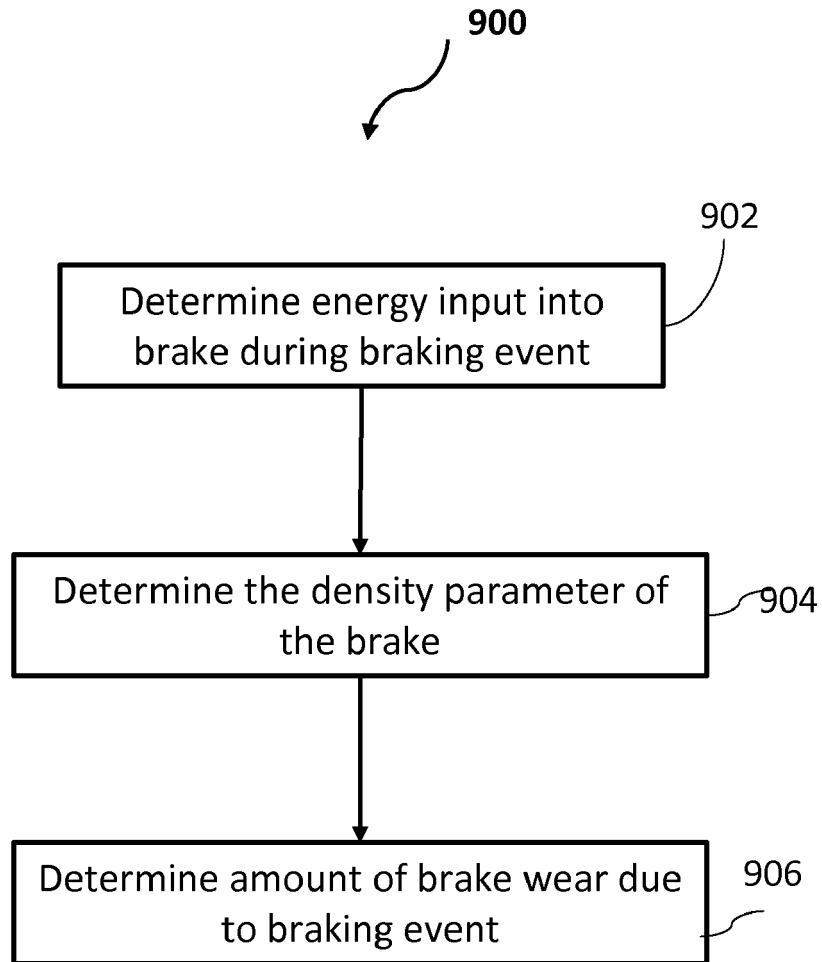 900
902
Determine energy input into
brake during braking event
Determine the density parameter of
the brake
904
Determine amount of brake wear due
to braking event
906